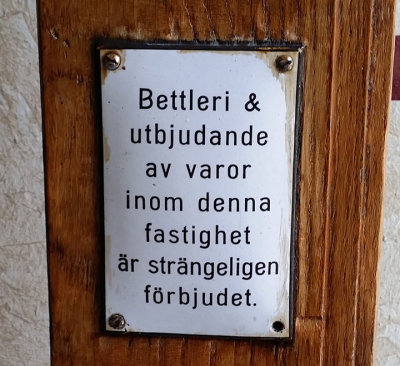 Bettleri &
utbjudande
av varor
inom denna
fastighet
är strängeligen
förbjudet.